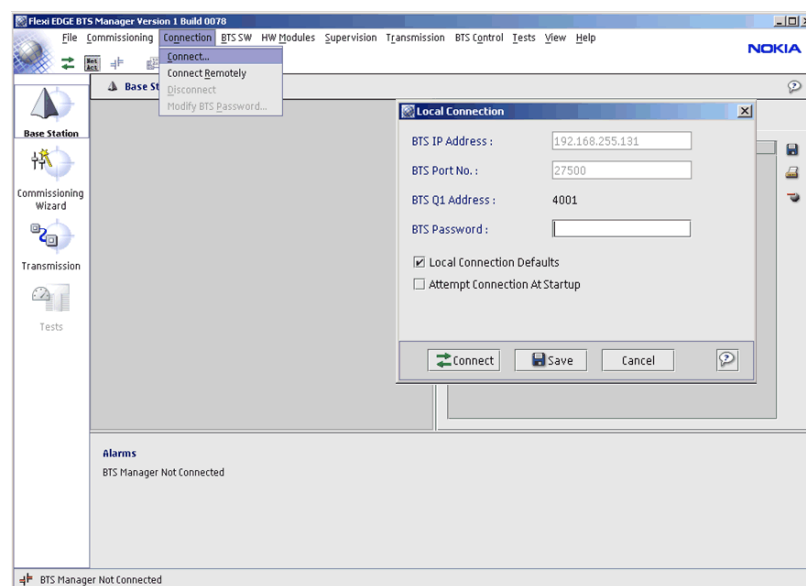 Flexi EDGE BTS Manager Version 1 Build 0078
File Commissioning Connection BTS SW HW Modules Supervision Transmission BTS Control Tests View Help
NOKIA
Connect...
Connect Remotely
Disconnect
Modify BTS Password...
Base St
Base Station
Commissioning
Wizard
Transmission
Tests
Local Connection
BTS IP Address : 192.168.255.131
BTS Port No. : 27500
BTS Q1 Address : 4001
BTS Password :
Local Connection Defaults
Attempt Connection At Startup
Connect Save Cancel
Alarms
BTS Manager Not Connected
BTS Manager Not Connected